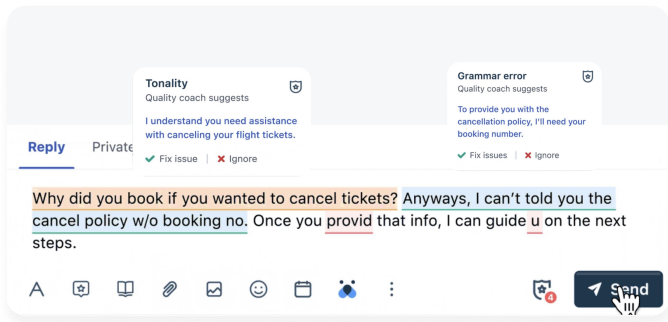 Tonality
Quality coach suggests
I understand you need assistance
with canceling your flight tickets.
Fix issue | Ignore
Grammar error
Quality coach suggests
To provide you with the
cancellation policy, I'll need your
booking number.
Fix issues | Ignore
Reply Private
Why did you book if you wanted to cancel tickets? Anyways, I can't told you the
cancel policy w/o booking no. Once you provid that info, I can guide u on the next
steps.
A
4
Send